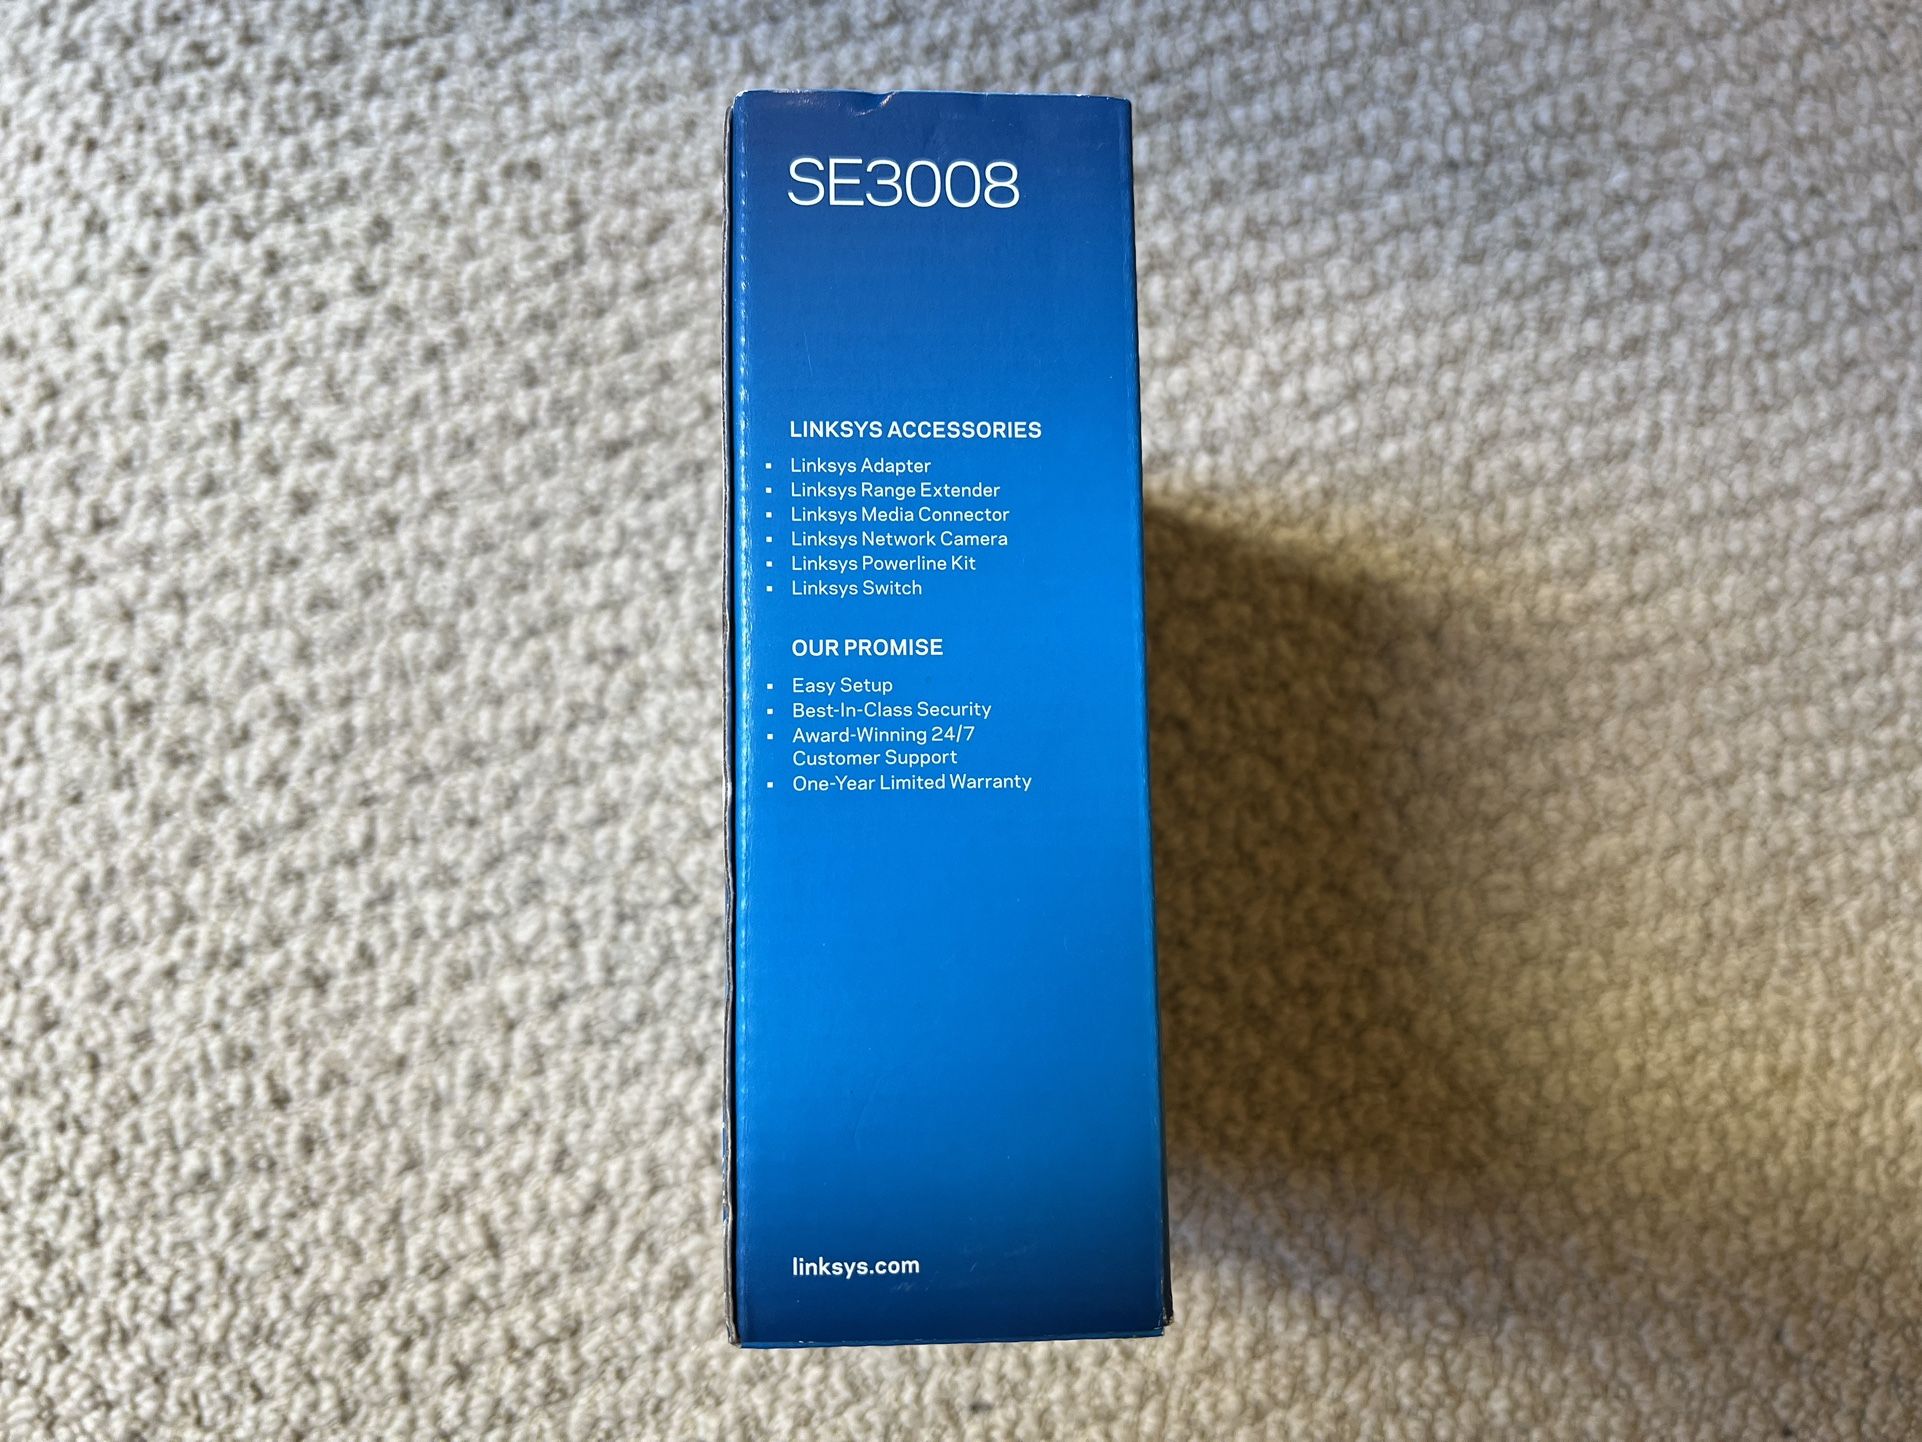 SE3008
LINKSYS ACCESSORIES
▪ Linksys Adapter
▪ Linksys Range Extender
▪ Linksys Media Connector
▪ Linksys Network Camera
▪ Linksys Powerline Kit
▪ Linksys Switch
OUR PROMISE
▪ Easy Setup
▪ Best-In-Class Security
▪ Award-Winning 24/7
Customer Support
▪ One-Year Limited Warranty
linksys.com